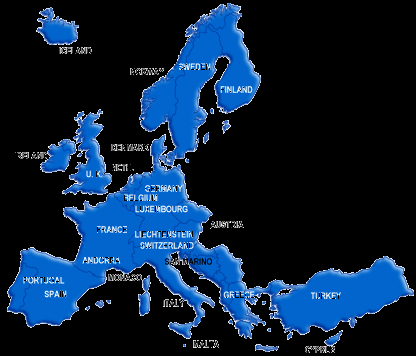 ICELAND
NORWAY
SWEDEN
FINLAND
DENMARK
IRELAND
U. K.
NETH.
GERMANY
BELGIUM
LUXEMBOURG
FRANCE
AUSTRIA
LIECHTENSTEIN
SWITZERLAND
ANDORRA
SAN MARINO
MONACO
PORTUGAL
SPAIN
ITALY
GREECE
TURKEY
MALTA
CYPRUS